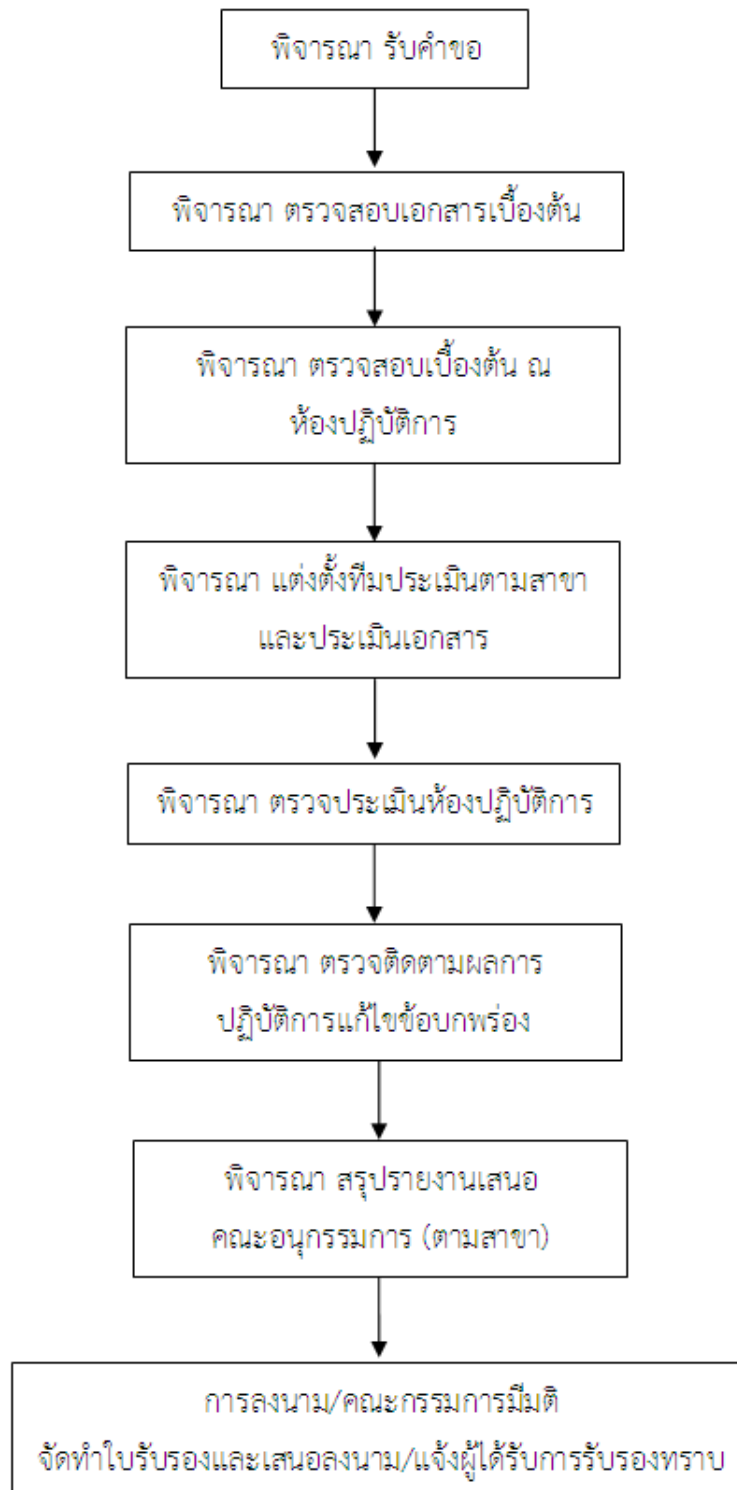 พิจารณา รับคำขอ
พิจารณา ตรวจสอบเอกสารเบื้องต้น
พิจารณา ตรวจสอบเบื้องต้น ณ
ห้องปฏิบัติการ
พิจารณา แต่งตั้งทีมประเมินตามสาขา
และประเมินเอกสาร
พิจารณา ตรวจประเมินห้องปฏิบัติการ
พิจารณา ตรวจติดตามผลการ
ปฏิบัติการแก้ไขข้อบกพร่อง
พิจารณา สรุปรายงานเสนอ
คณะอนุกรรมการ (ตามสาขา)
การลงนาม/คณะกรรมการมีมติ
จัดทำใบรับรองและเสนอลงนาม/แจ้งผู้ได้รับการรับรองทราบ